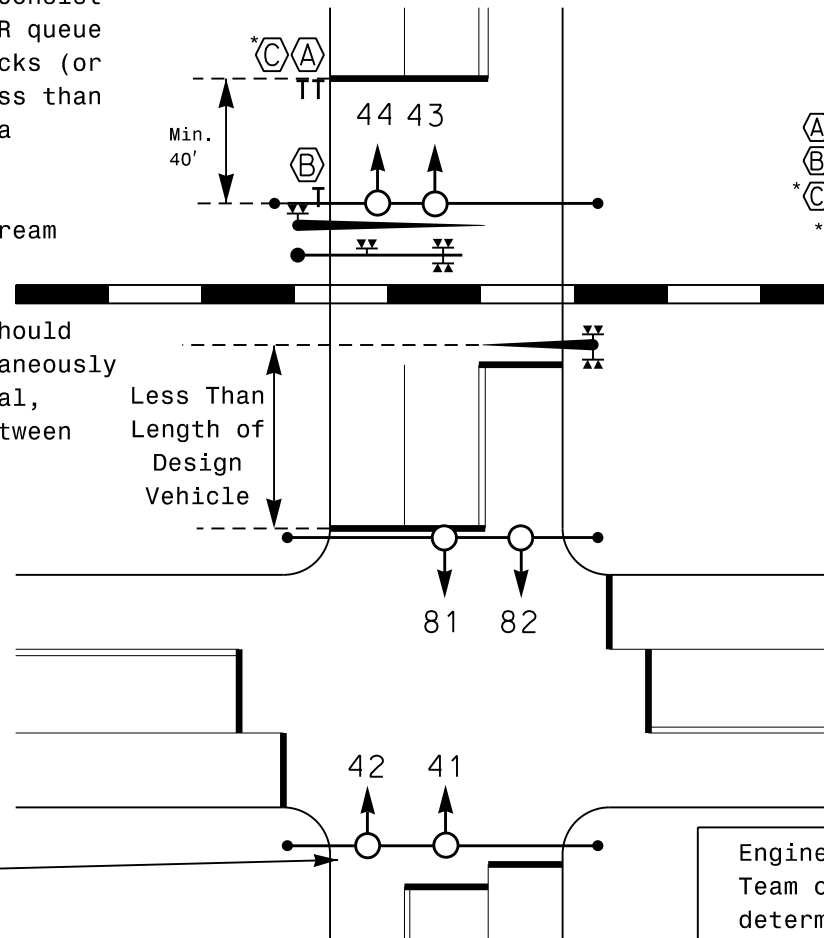 R queue
cks (or
ss than
a
* C A
TT
44 43
Min.
40'
B
T
A
B
* C
*
ream
hould
aneously
al,
tween
Less Than
Length of
Design
Vehicle
81 82
42 41
Engine
Team o
determ